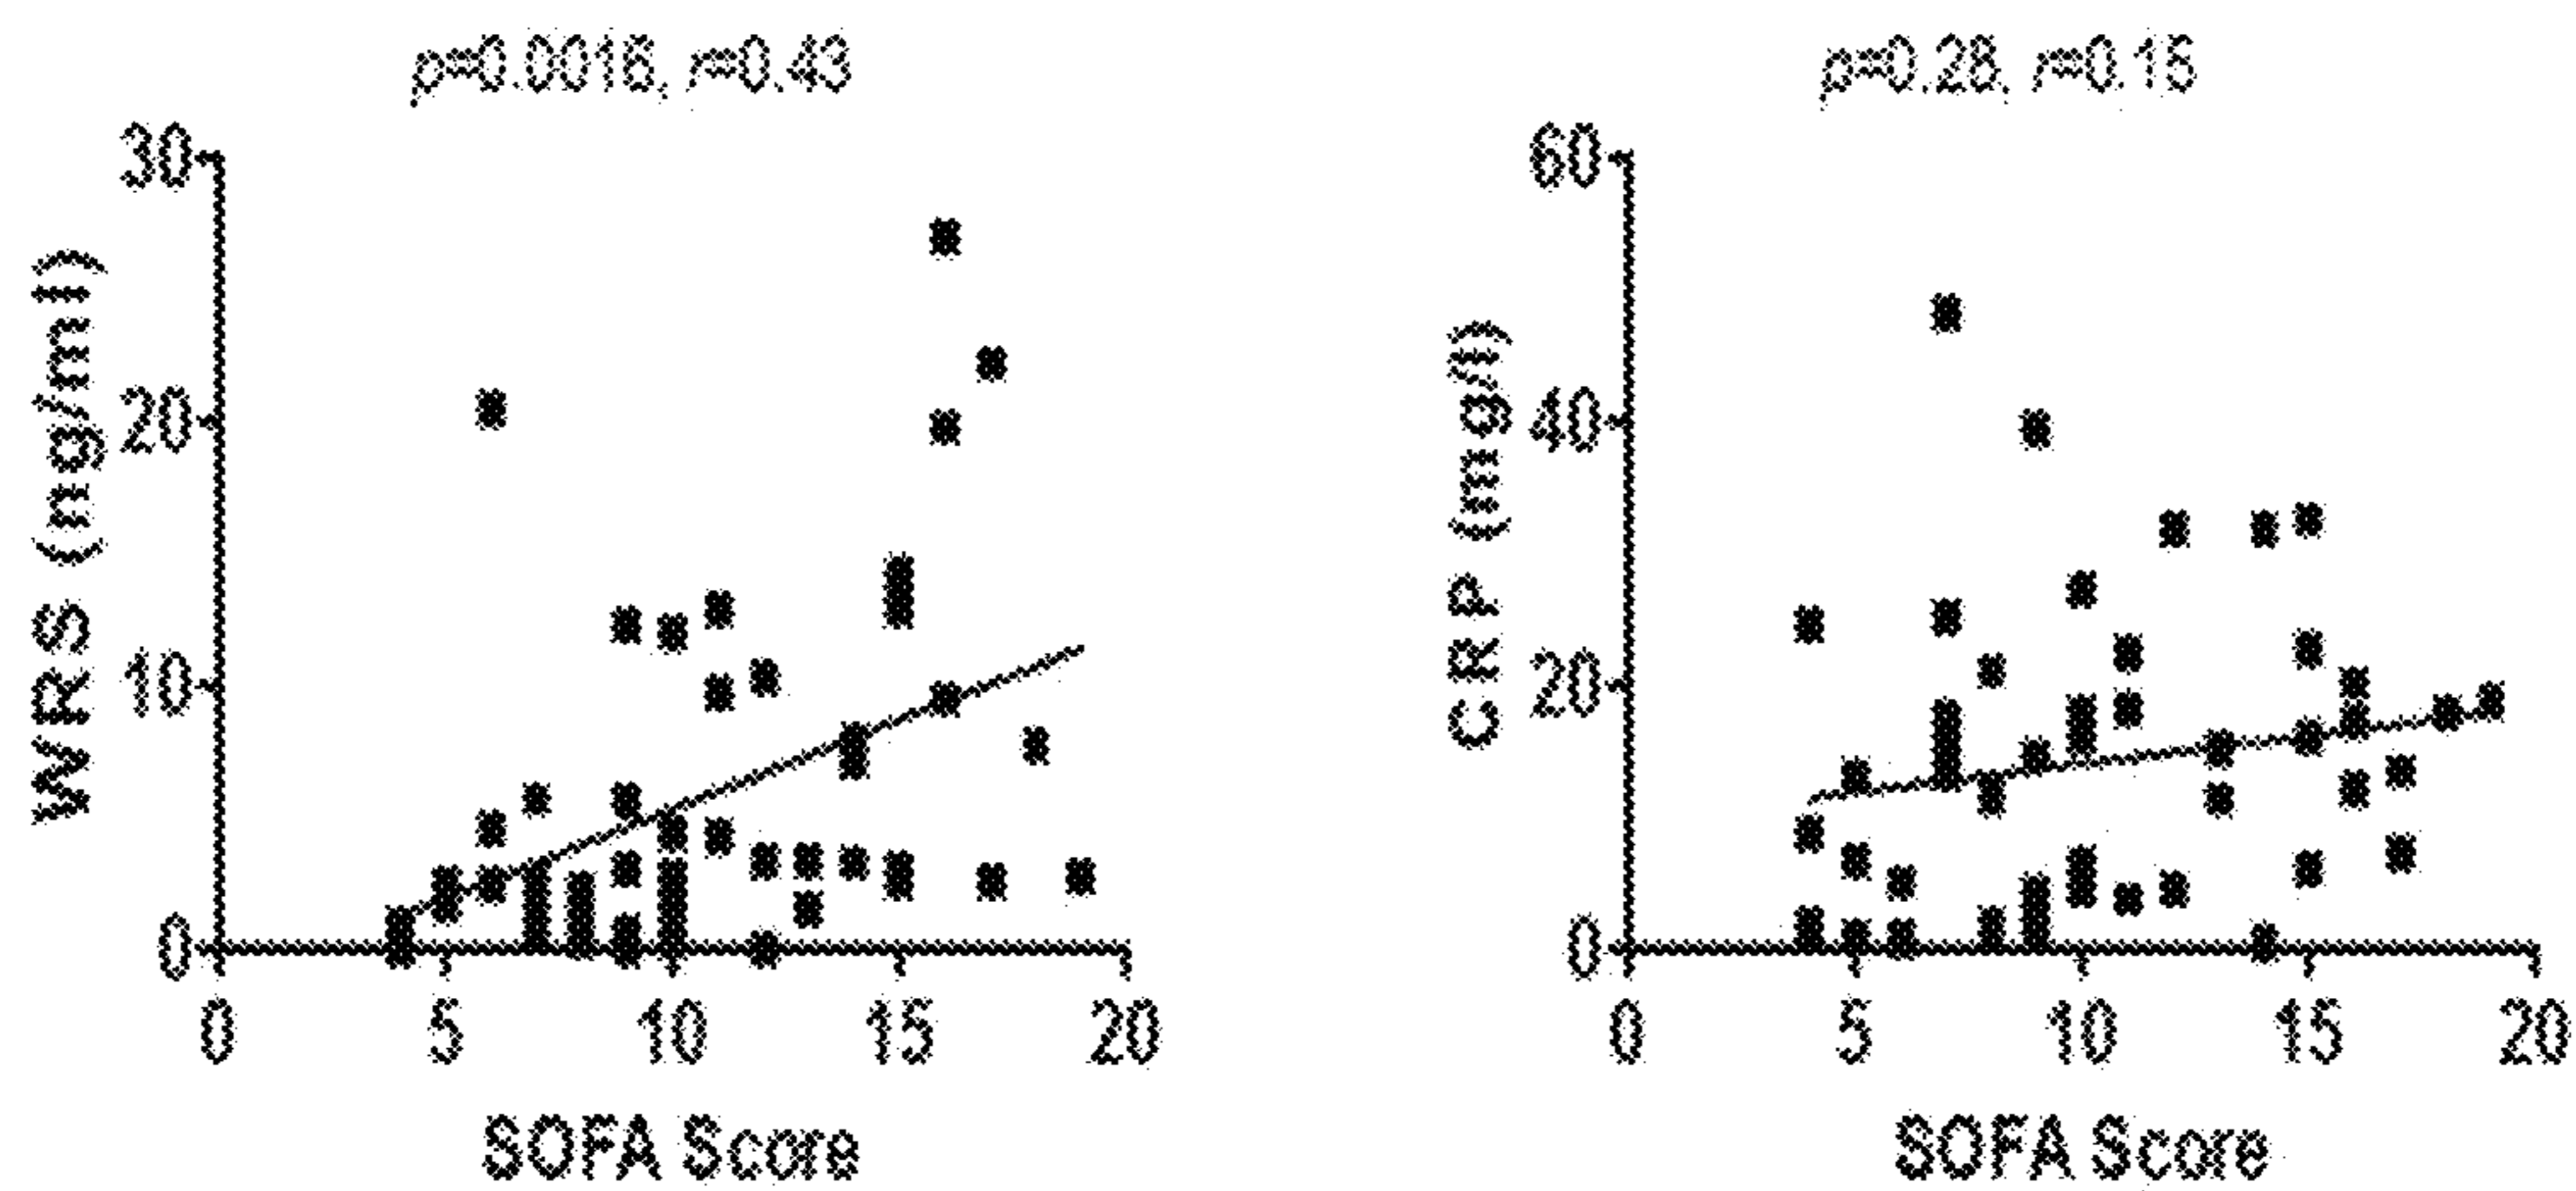 p=0.0016, r=0.43
30
20
10
0
WRS (ng/ml)
0 5 10 15 20
SOFA Score
p=0.28, r=0.15
60
40
20
0
CRP (mg/l)
0 5 10 15 20
SOFA Score